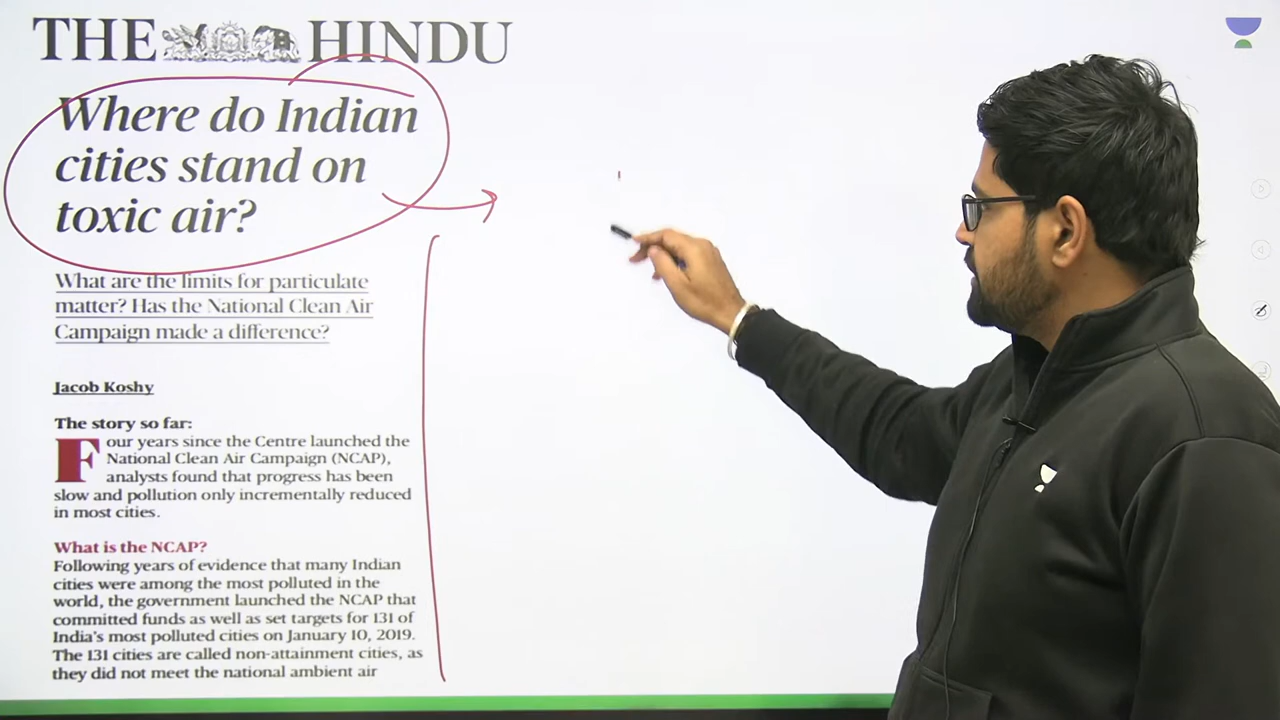 THE HINDU
Where do Indian
cities stand on
toxic air?
What are the limits for particulate
matter? Has the National Clean Air
Campaign made a difference?
Jacob Koshy
The story so far:
Four years since the Centre launched the
National Clean Air Campaign (NCAP),
analysts found that progress has been
slow and pollution only incrementally reduced
in most cities.
What is the NCAP?
Following years of evidence that many Indian
cities were among the most polluted in the
world, the government launched the NCAP that
committed funds as well as set targets for 131 of
India's most polluted cities on January 10, 2019.
The 131 cities are called non-attainment cities, as
they did not meet the national ambient air